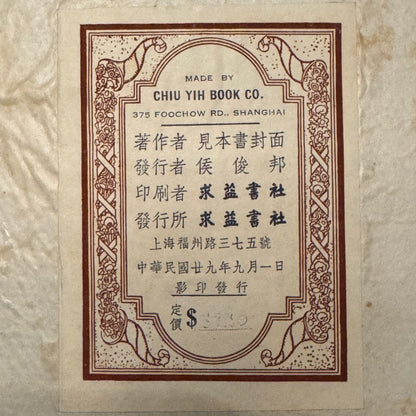 MADE BY
CHIU YIH BOOK CO.
375 FOOCHOW RD., SHANGHAI
著作者 見本書封面
發行者 侯俊邦
印刷者 求益書社
發行所 求益書社
上海福州路三七五號
中華民國廿九年九月一日
影印發行
定價 $